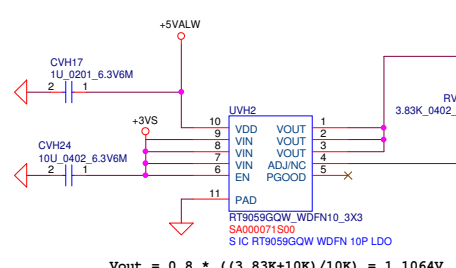 +5VALW
CVH17
1U_0201_6.3V6M
2 1
+3VS
CVH24
10U_0402_6.3V6M
2 1
UVH2
10 VDD VOUT 1
9 VIN VOUT 2
8 VIN VOUT 3
7 VIN ADJ/NC 4
6 EN PGOOD 5
11 PAD
RT9059GQW_WDFN10_3X3
SA000071S00
S IC RT9059GQW WDFN 10P LDO
RV
3.83K_0402_
Vout = 0.8 * ((3.83K+10K)/10K) = 1.1064V